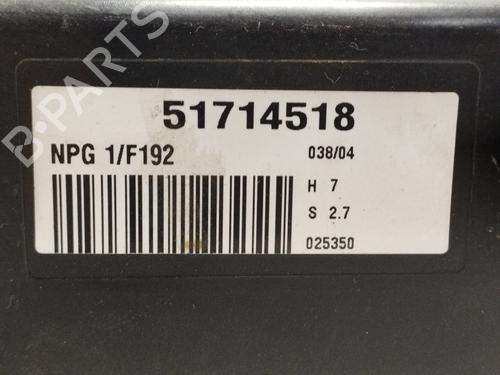 51714518
NPG 1/F192
038/04
H 7
S 2.7
025350
B-PARTS